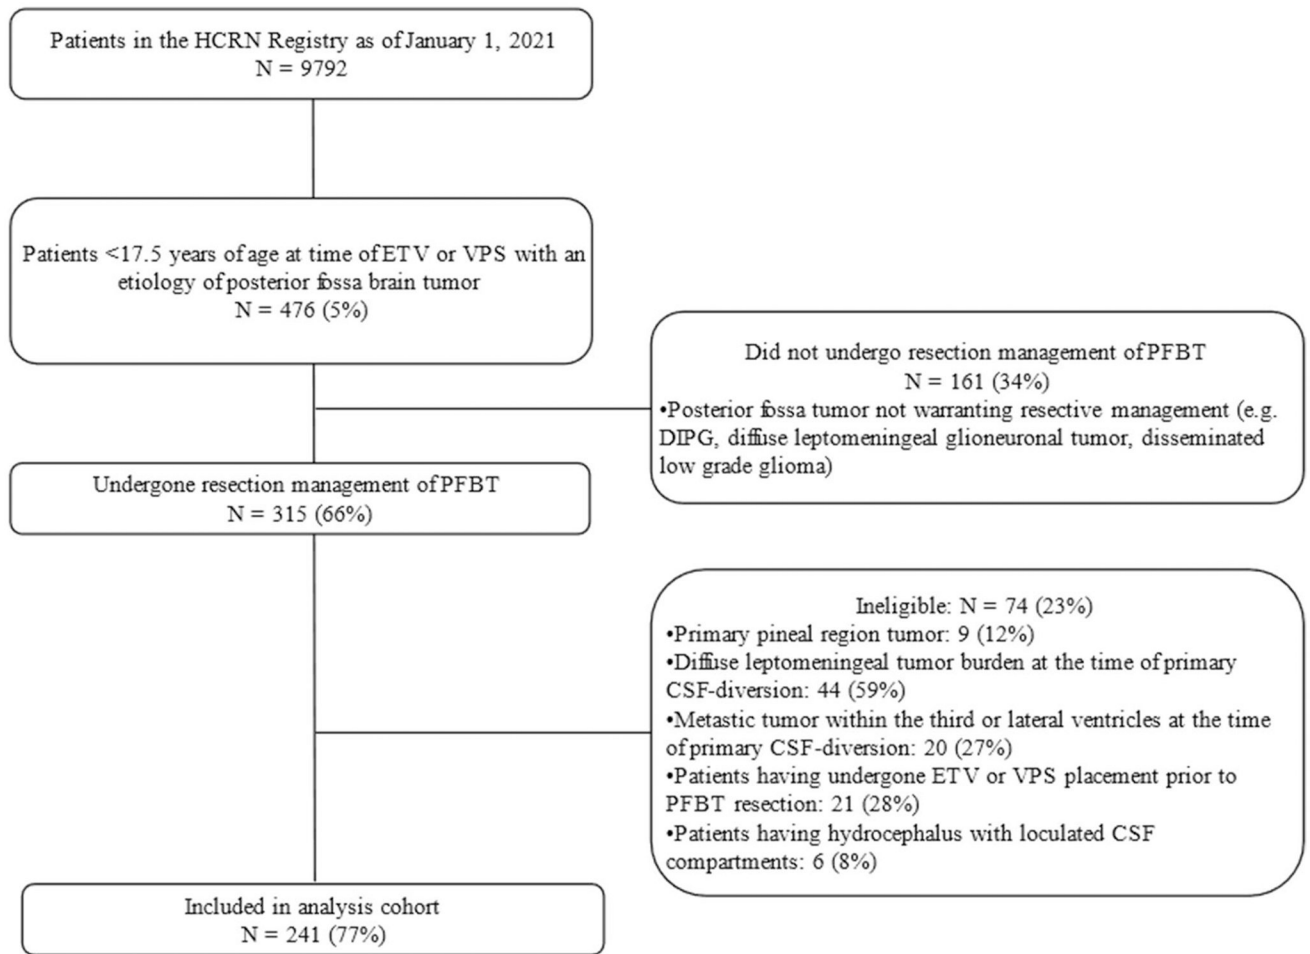 Patients in the HCRN Registry as of January 1, 2021
N = 9792
Patients <17.5 years of age at time of ETV or VPS with an
etiology of posterior fossa brain tumor
N = 476 (5%)
Did not undergo resection management of PFBT
N = 161 (34%)
•Posterior fossa tumor not warranting resective management (e.g.
DIPG, diffuse leptomeningeal glioneuronal tumor, disseminated
low grade glioma)
Undergone resection management of PFBT
N = 315 (66%)
Ineligible: N = 74 (23%)
•Primary pineal region tumor: 9 (12%)
•Diffuse leptomeningeal tumor burden at the time of primary
CSF-diversion: 44 (59%)
•Metastic tumor within the third or lateral ventricles at the time
of primary CSF-diversion: 20 (27%)
•Patients having undergone ETV or VPS placement prior to
PFBT resection: 21 (28%)
•Patients having hydrocephalus with loculated CSF
compartments: 6 (8%)
Included in analysis cohort
N = 241 (77%)